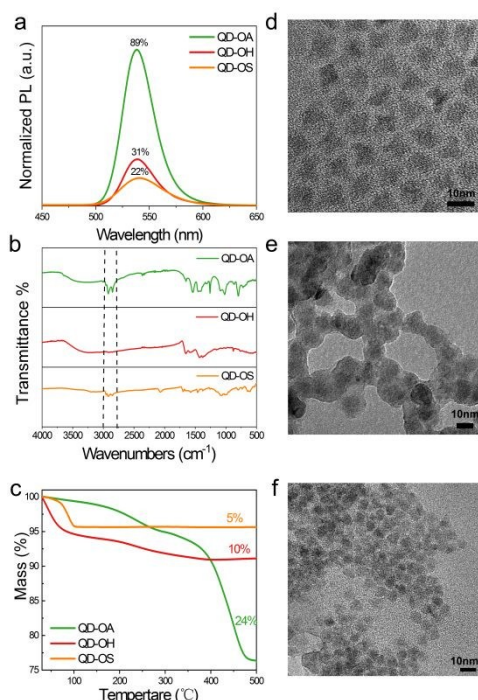 a
QD-OA
QD-OH
QD-OS
89%
31%
22%
Normalized PL (a.u.)
450 500 550 600 650
Wavelength (nm)
b
QD-OA
QD-OH
QD-OS
Transmittance %
4000 3500 3000 2500 2000 1500 1000 500
Wavenumbers (cm⁻¹)
c
100
95
90
85
80
75
Mass (%)
5%
10%
24%
QD-OA
QD-OH
QD-OS
100 200 300 400 500
Tempertare (℃)
d
10nm
e
10nm
f
10nm